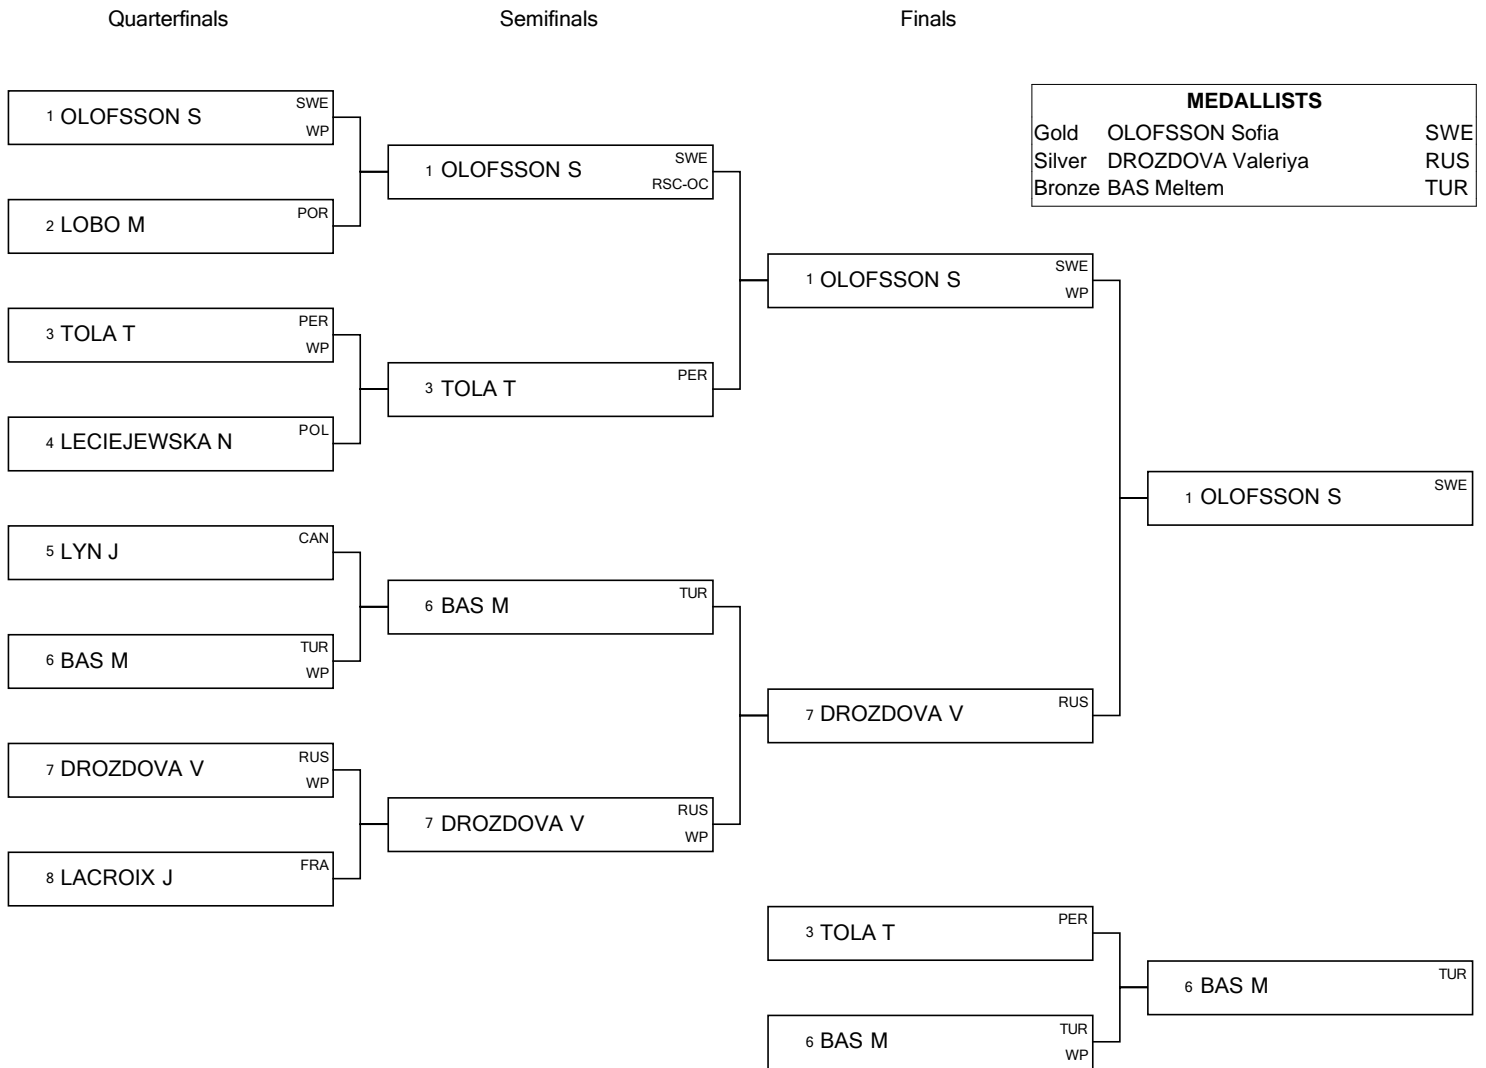 Quarterfinals Semifinals Finals
MEDALLISTS
Gold OLOFSSON Sofia SWE
Silver DROZDOVA Valeriya RUS
Bronze BAS Meltem TUR
1 OLOFSSON S SWE
WP
2 LOBO M POR
3 TOLA T PER
WP
4 LECIEJEWSKA N POL
5 LYN J CAN
6 BAS M TUR
WP
7 DROZDOVA V RUS
WP
8 LACROIX J FRA
1 OLOFSSON S SWE
RSC-OC
3 TOLA T PER
6 BAS M TUR
7 DROZDOVA V RUS
WP
1 OLOFSSON S SWE
WP
7 DROZDOVA V RUS
3 TOLA T PER
6 BAS M TUR
WP
1 OLOFSSON S SWE
6 BAS M TUR